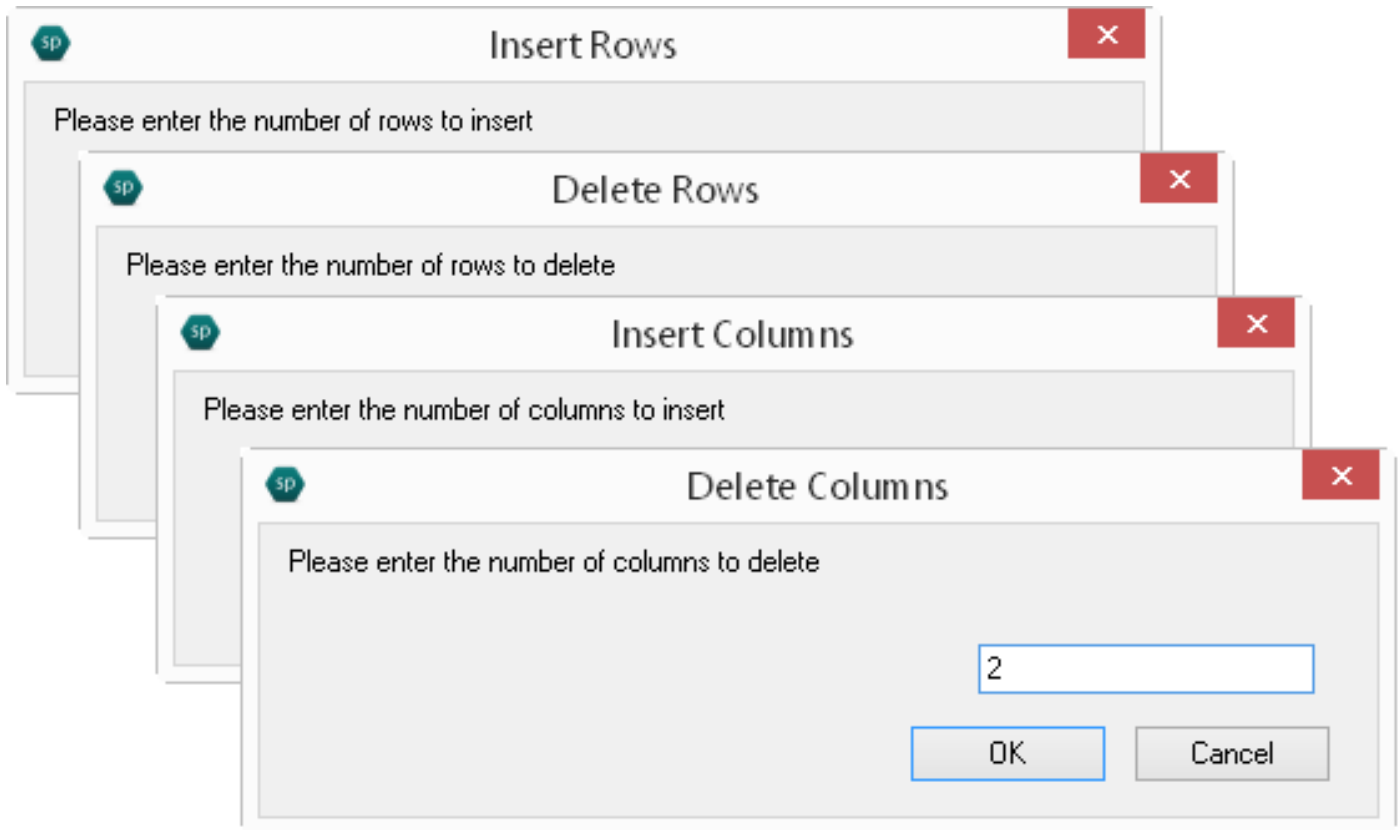 sp
Insert Rows
Please enter the number of rows to insert
sp
Delete Rows
Please enter the number of rows to delete
sp
Insert Columns
Please enter the number of columns to insert
sp
Delete Columns
Please enter the number of columns to delete
2
OK
Cancel